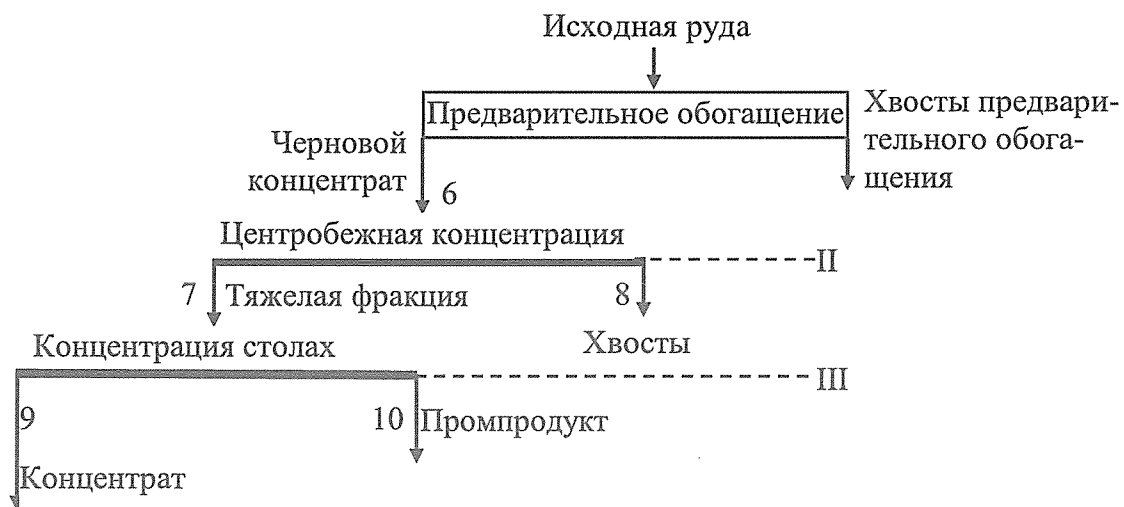 Исходная руда
Предварительное обогащение
Хвосты предвари-
тельного обога-
щения
Черновой
концентрат
6
Центробежная концентрация
II
7 Тяжелая фракция
8
Концентрация столах
Хвосты
III
9
10 Промпродукт
Концентрат